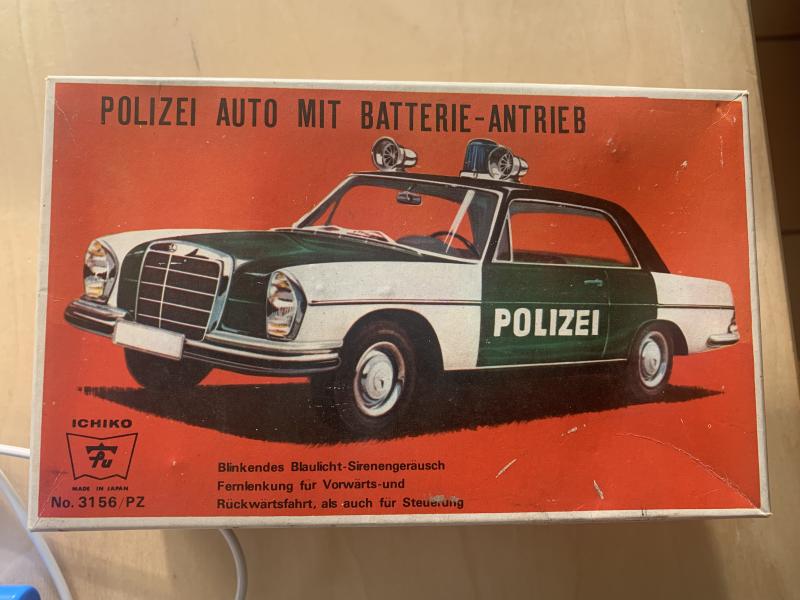 POLIZEI AUTO MIT BATTERIE-ANTRIEB
POLIZEI
ICHIKO
MADE IN JAPAN
No. 3156/PZ
Blinkendes Blaulicht-Sirenengeräusch
Fernlenkung für Vorwärts-und
Rückwärtsfahrt, als auch für Steuerung